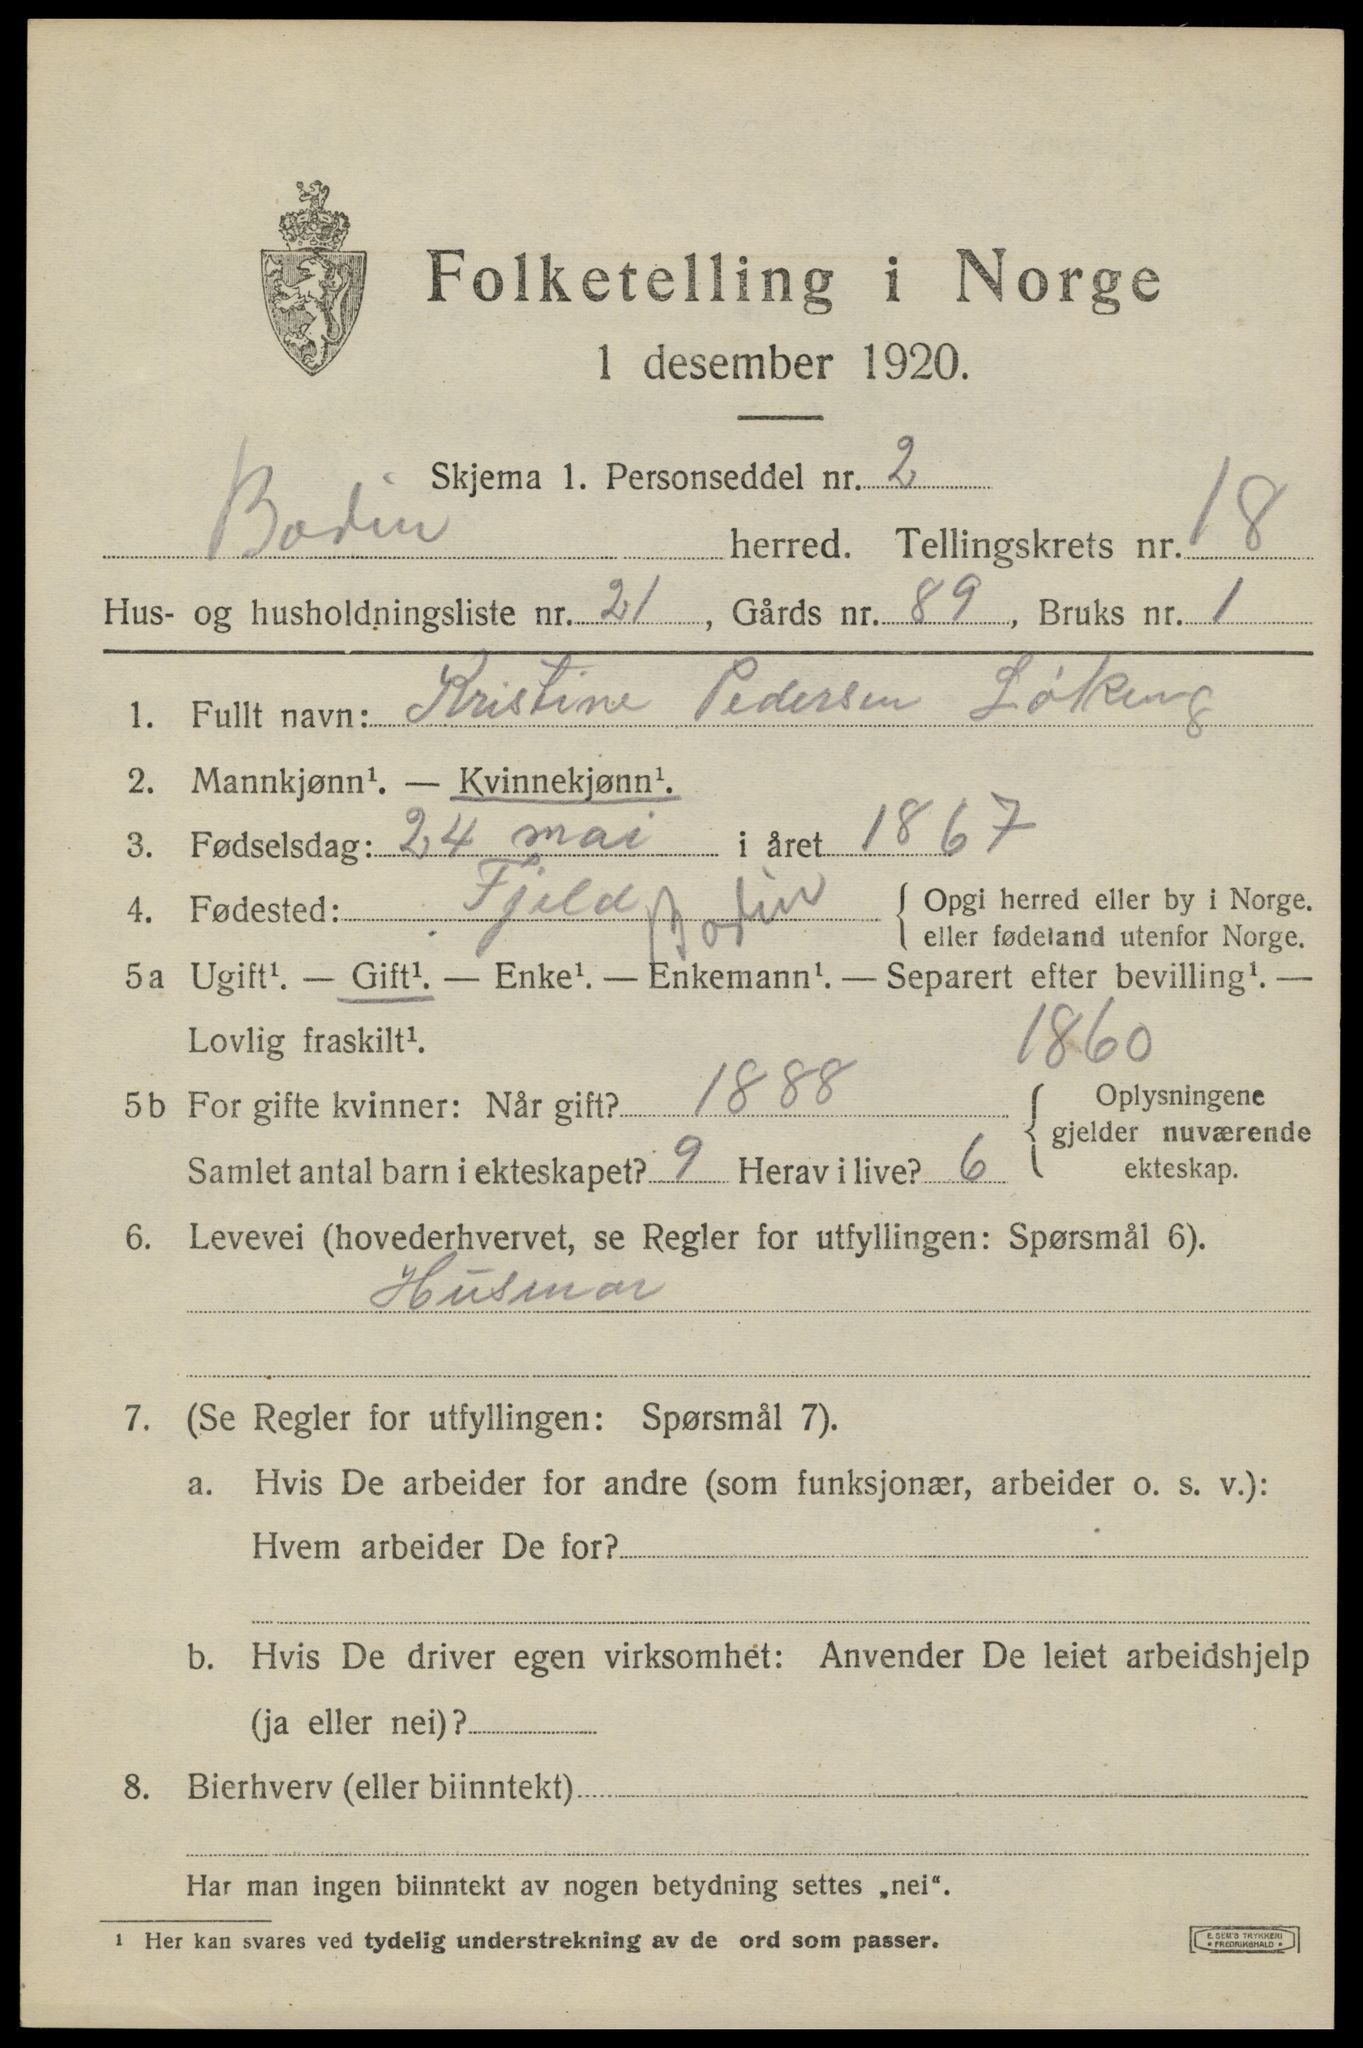 Folketelling i Norge
1 desember 1920.
Skjema 1. Personseddel nr. 2
Bodin herred. Tellingskrets nr. 18
Hus- og husholdningsliste nr. 21, Gårds nr. 89, Bruks nr. 1
1. Fullt navn: Kristine Pedersen Løkeng
2. Mannkjønn¹. — Kvinnekjønn¹.
3. Fødselsdag: 24 mai i året 1867
4. Fødested: Fjeld Bodin { Opgi herred eller by i Norge.
eller fødeland utenfor Norge.
5a Ugift¹. — Gift¹. — Enke¹. — Enkemann¹. — Separert efter bevilling¹. —
Lovlig fraskilt¹. 1860
5b For gifte kvinner: Når gift? 1888 { Oplysningene
gjelder nuværende
Samlet antal barn i ekteskapet? 9 Herav i live? 6 ekteskap.
6. Levevei (hovederhvervet, se Regler for utfyllingen: Spørsmål 6).
Husmor
7. (Se Regler for utfyllingen: Spørsmål 7).
a. Hvis De arbeider for andre (som funksjonær, arbeider o. s. v.):
Hvem arbeider De for?
b. Hvis De driver egen virksomhet: Anvender De leiet arbeidshjelp
(ja eller nei)?
8. Bierhverv (eller biinntekt)
Har man ingen biinntekt av nogen betydning settes „nei“.
¹ Her kan svares ved tydelig understrekning av de ord som passer.
E. SEM'S TRYKKERI
• FREDRIKSHALD •